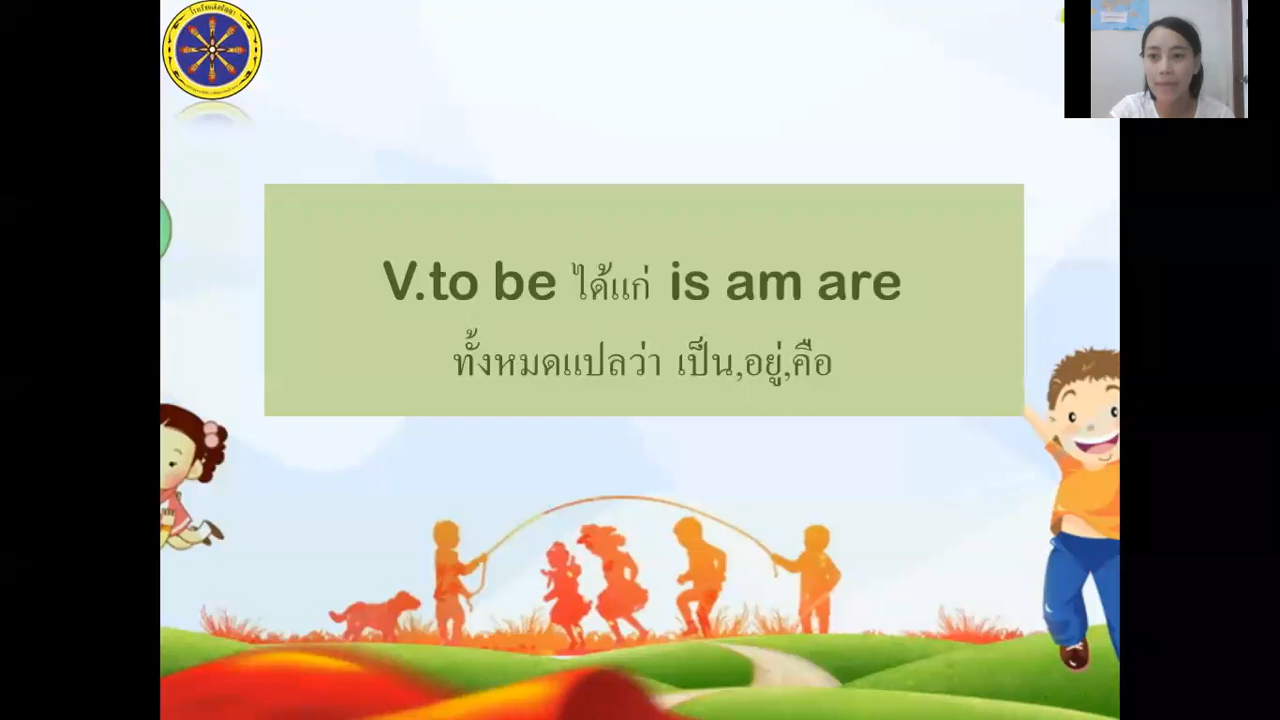 V.to be ได้แก่ is am are
ทั้งหมดแปลว่า เป็น,อยู่,คือ